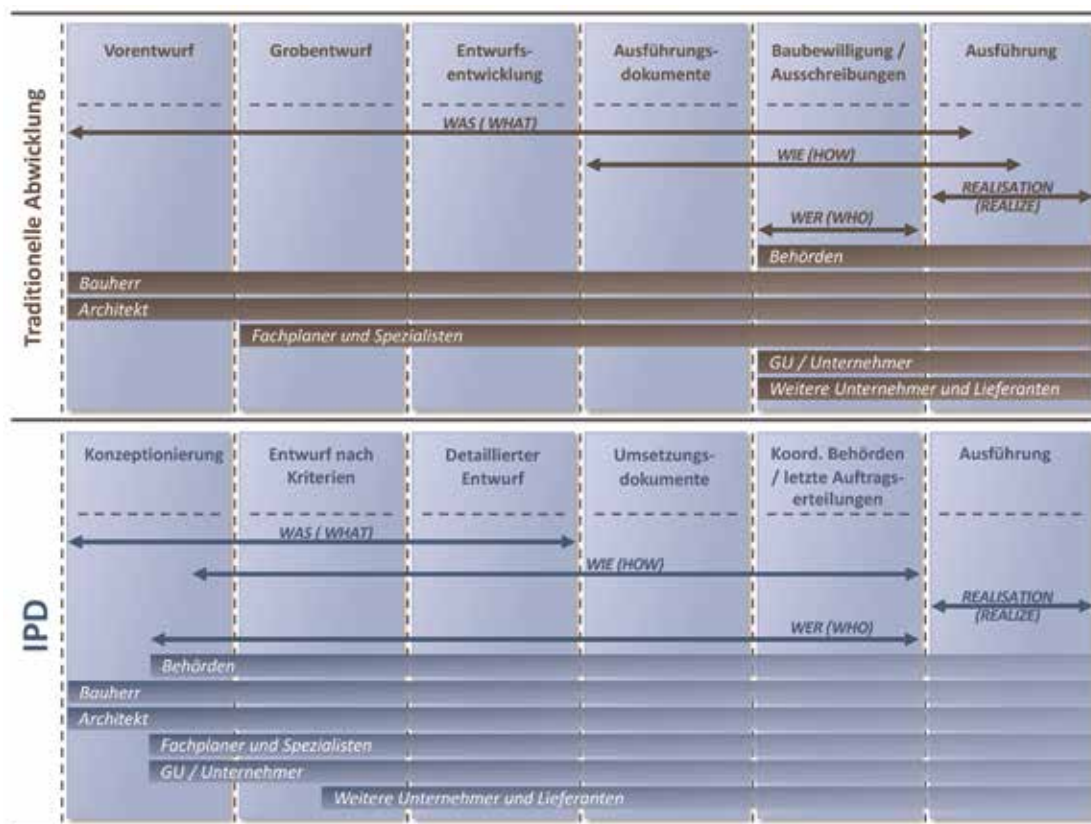 Traditionelle Abwicklung
Vorentwurf
Grobentwurf
Entwurfs-
entwicklung
Ausführungs-
dokumente
Baubewilligung /
Ausschreibungen
Ausführung
WAS ( WHAT)
WIE (HOW)
REALISATION
(REALIZE)
WER (WHO)
Behörden
Bauherr
Architekt
Fachplaner und Spezialisten
GU / Unternehmer
Weitere Unternehmer und Lieferanten
IPD
Konzeptionierung
Entwurf nach
Kriterien
Detaillierter
Entwurf
Umsetzungs-
dokumente
Koord. Behörden
/ letzte Auftrags-
erteilungen
Ausführung
WAS ( WHAT)
WIE (HOW)
REALISATION
(REALIZE)
WER (WHO)
Behörden
Bauherr
Architekt
Fachplaner und Spezialisten
GU / Unternehmer
Weitere Unternehmer und Lieferanten